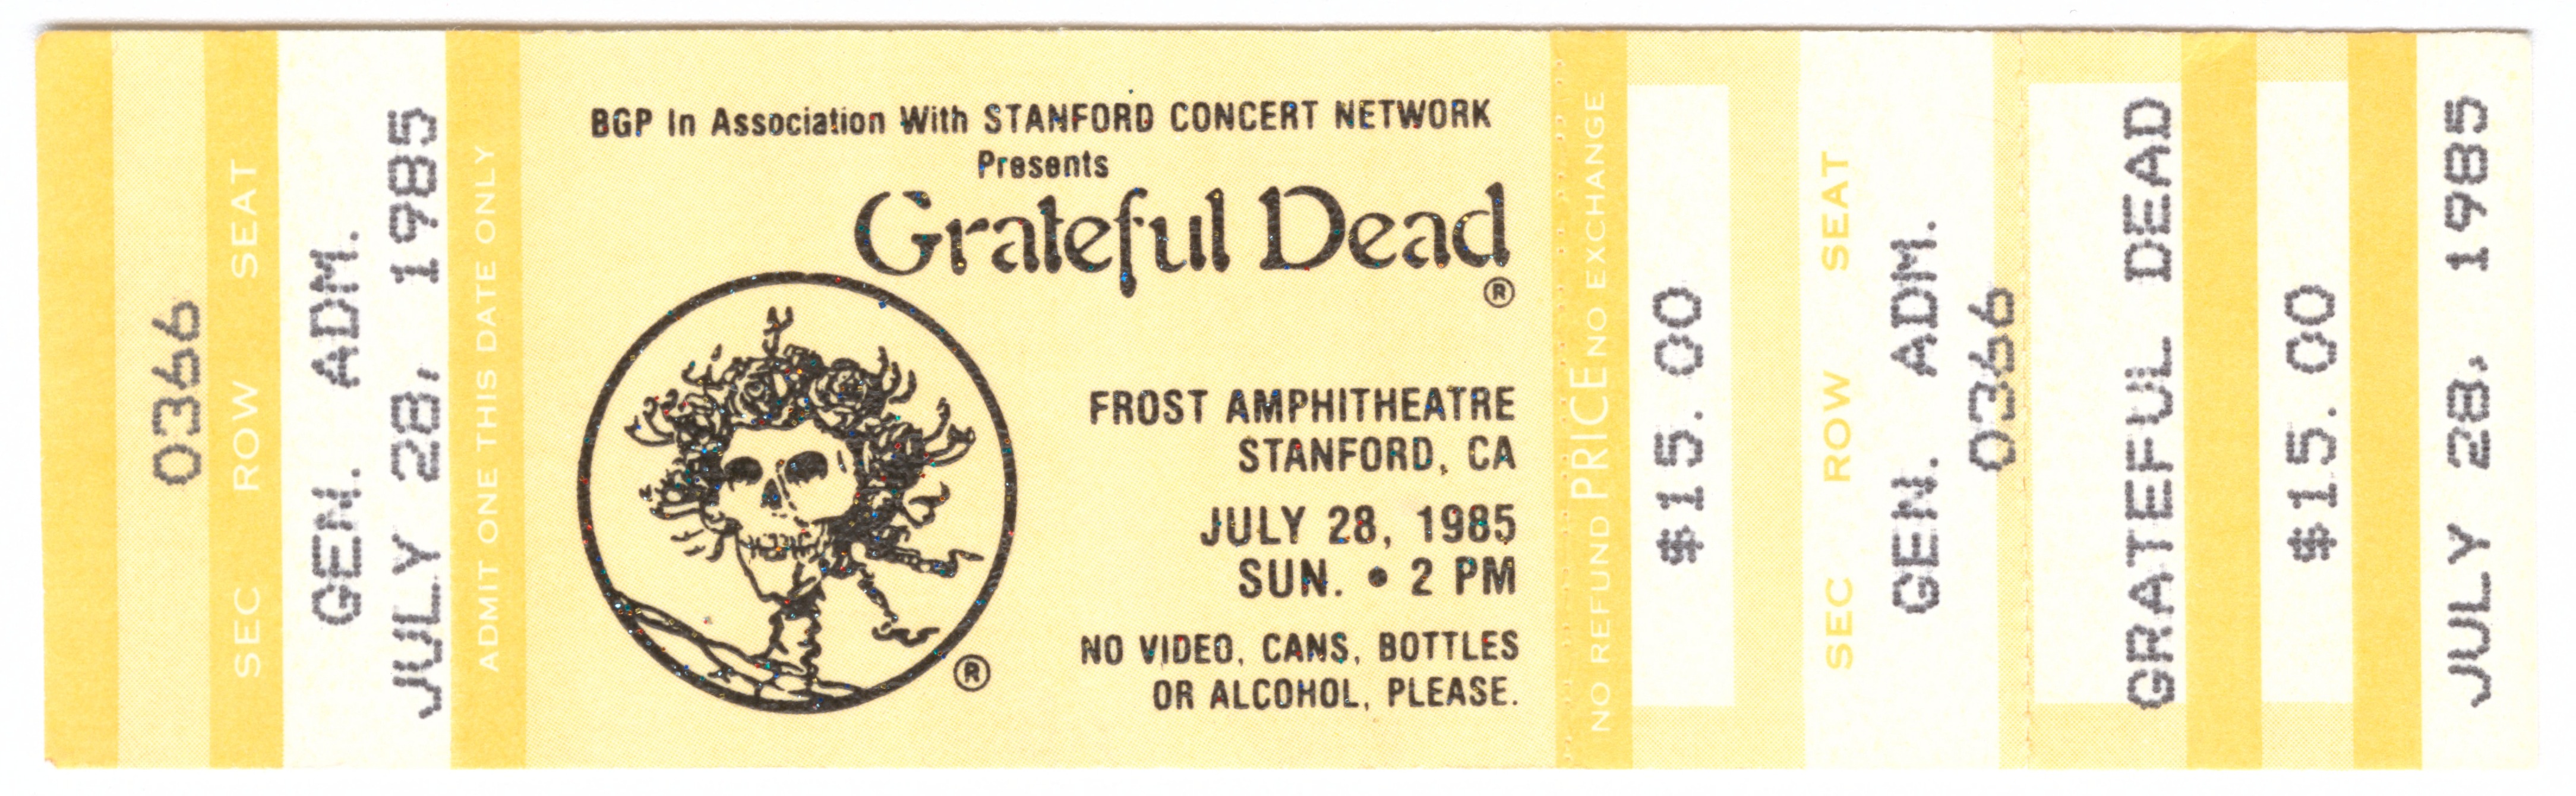 0366
SEC ROW SEAT
GEN. ADM.
JULY 28, 1985
ADMIT ONE THIS DATE ONLY
BGP In Association With STANFORD CONCERT NETWORK
Presents
Grateful Dead
®
®
FROST AMPHITHEATRE
STANFORD, CA
JULY 28, 1985
SUN. • 2 PM
NO VIDEO, CANS, BOTTLES
OR ALCOHOL, PLEASE.
NO REFUND PRICE NO EXCHANGE
$15.00
SEC ROW SEAT
GEN. ADM.
0366
GRATEFUL DEAD
$15.00
JULY 28, 1985